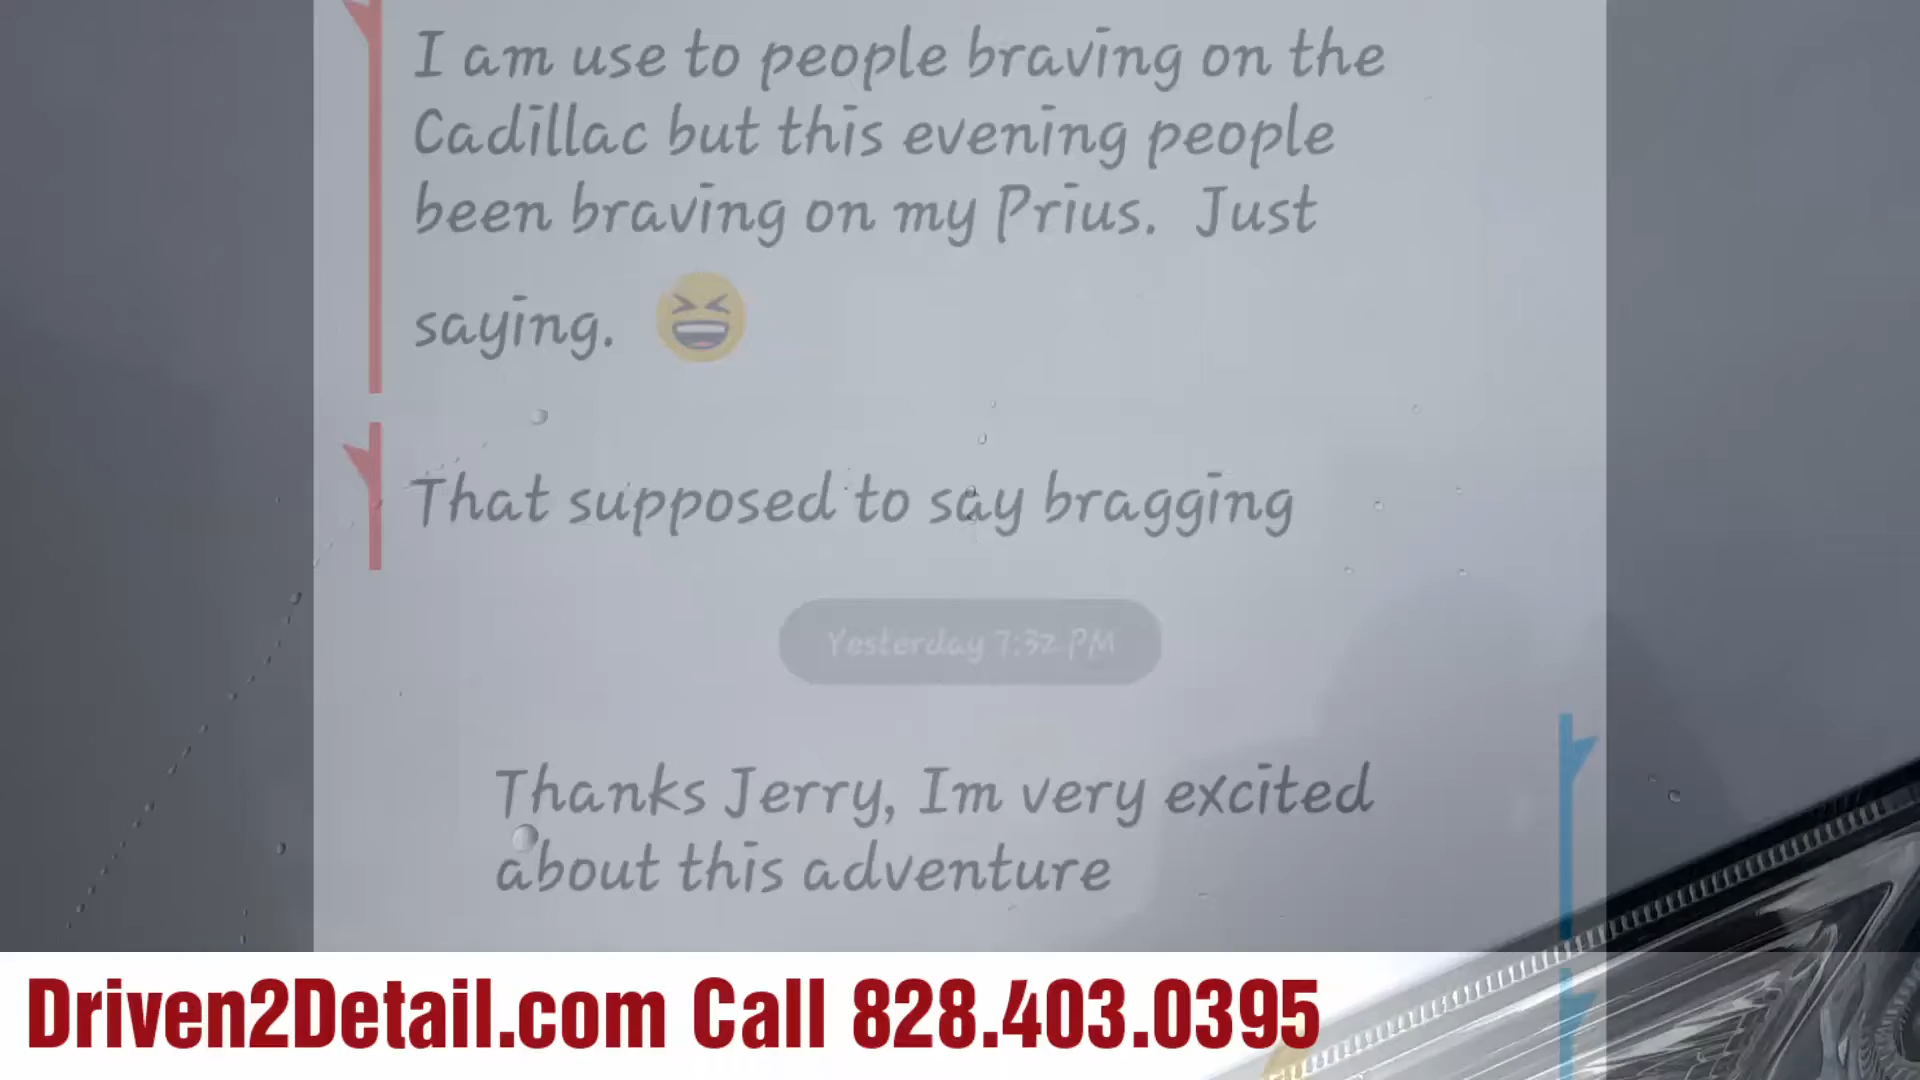 I am use to people braving on the
Cadillac but this evening people
been braving on my Prius. Just
saying. 😆
That supposed to say bragging
Yesterday 7:32 PM
Thanks Jerry, Im very excited
about this adventure
Driven2Detail.com Call 828.403.0395